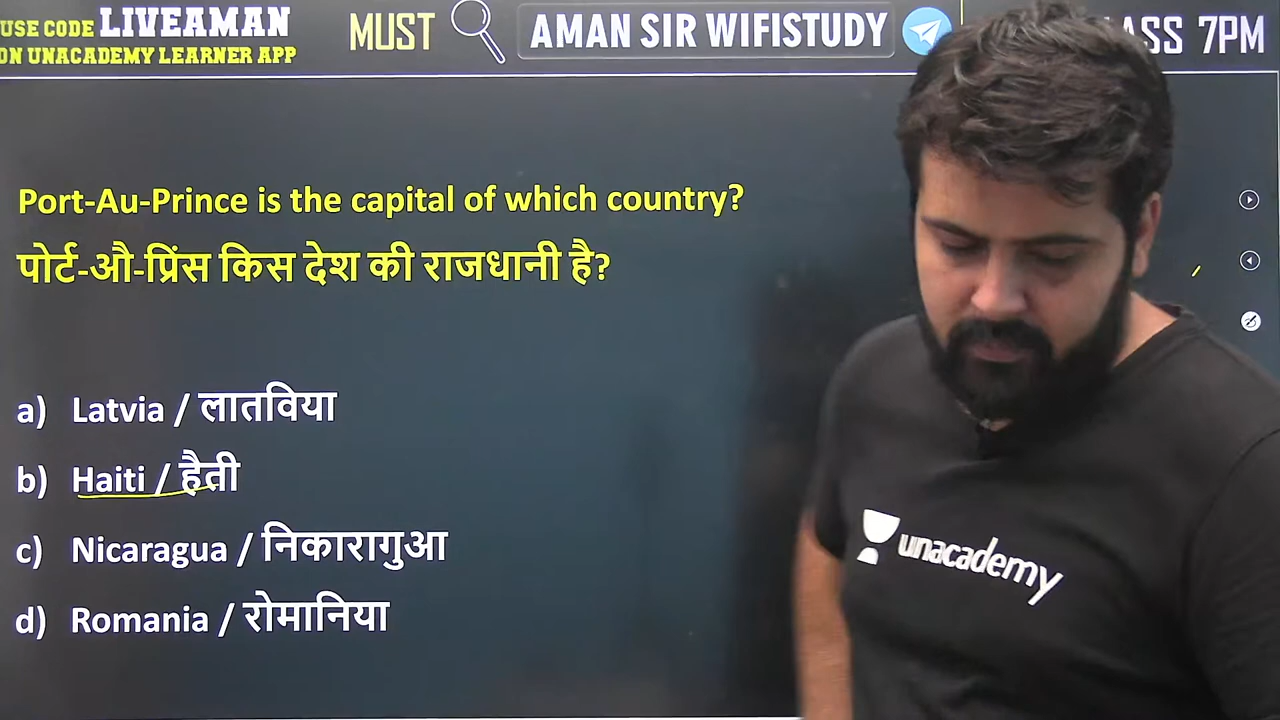 USE CODE LIVEAMAN
ON UNACADEMY LEARNER APP
MUST
AMAN SIR WIFISTUDY
ASS 7PM
Port-Au-Prince is the capital of which country?
पोर्ट-औ-प्रिंस किस देश की राजधानी है?
a) Latvia / लातविया
b) Haiti / हैती
c) Nicaragua / निकारागुआ
d) Romania / रोमानिया
unacademy